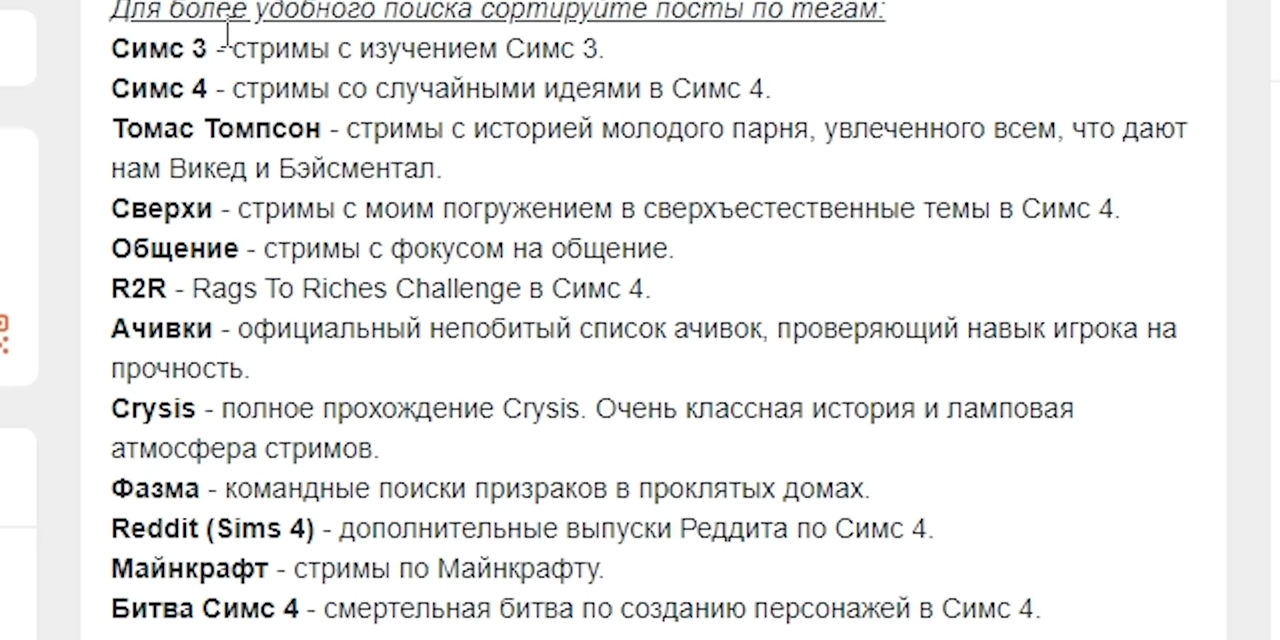 Для более удобного поиска сортируйте посты по тегам:
Симс 3 - стримы с изучением Симс 3.
Симс 4 - стримы со случайными идеями в Симс 4.
Томас Томпсон - стримы с историей молодого парня, увлеченного всем, что дают
нам Викед и Бэйсментал.
Сверхи - стримы с моим погружением в сверхъестественные темы в Симс 4.
Общение - стримы с фокусом на общение.
R2R - Rags To Riches Challenge в Симс 4.
Ачивки - официальный непобитый список ачивок, проверяющий навык игрока на
прочность.
Crysis - полное прохождение Crysis. Очень классная история и ламповая
атмосфера стримов.
Фазма - командные поиски призраков в проклятых домах.
Reddit (Sims 4) - дополнительные выпуски Реддита по Симс 4.
Майнкрафт - стримы по Майнкрафту.
Битва Симс 4 - смертельная битва по созданию персонажей в Симс 4.